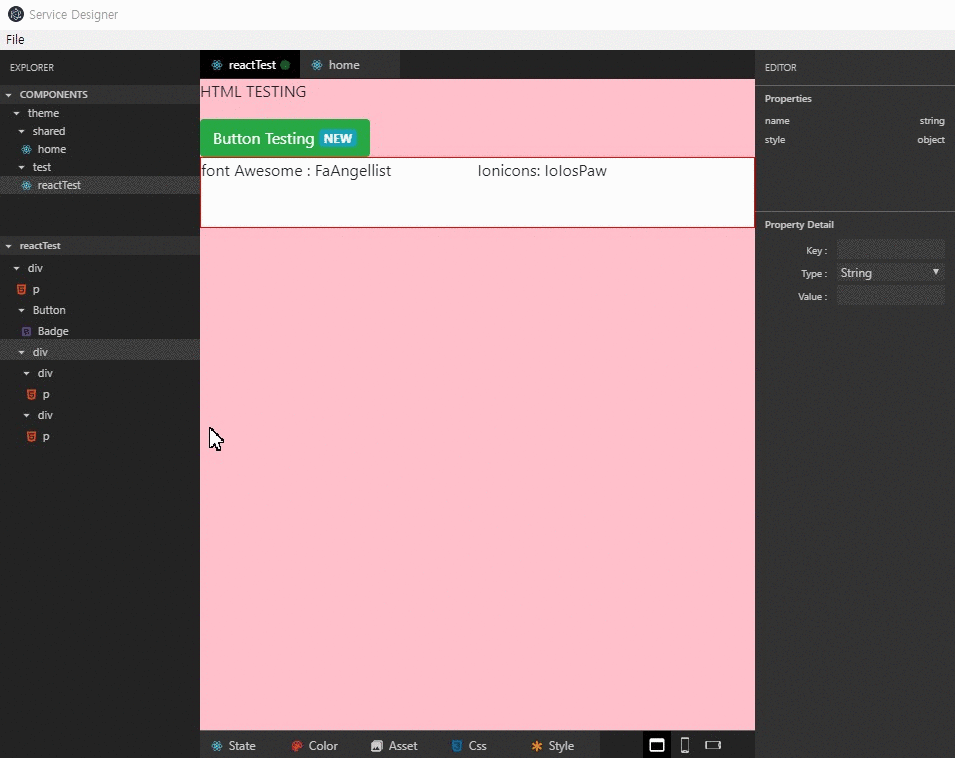 Service Designer
File
EXPLORER
COMPONENTS
theme
shared
home
test
reactTest
reactTest
div
p
Button
Badge
div
div
p
div
p
reactTest home
HTML TESTING
Button Testing NEW
font Awesome : FaAngellist Ionicons: IoIosPaw
State Color Asset Css Style
EDITOR
Properties
name string
style object
Property Detail
Key :
Type : String
Value :